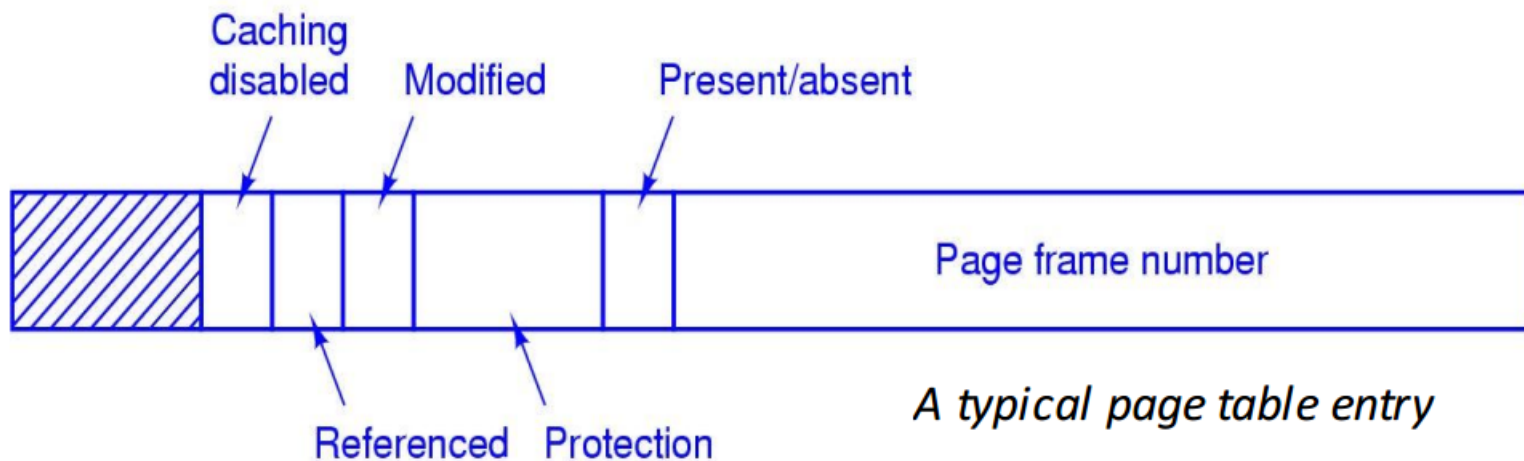 Caching
disabled
Modified
Present/absent
Page frame number
Referenced
Protection
A typical page table entry